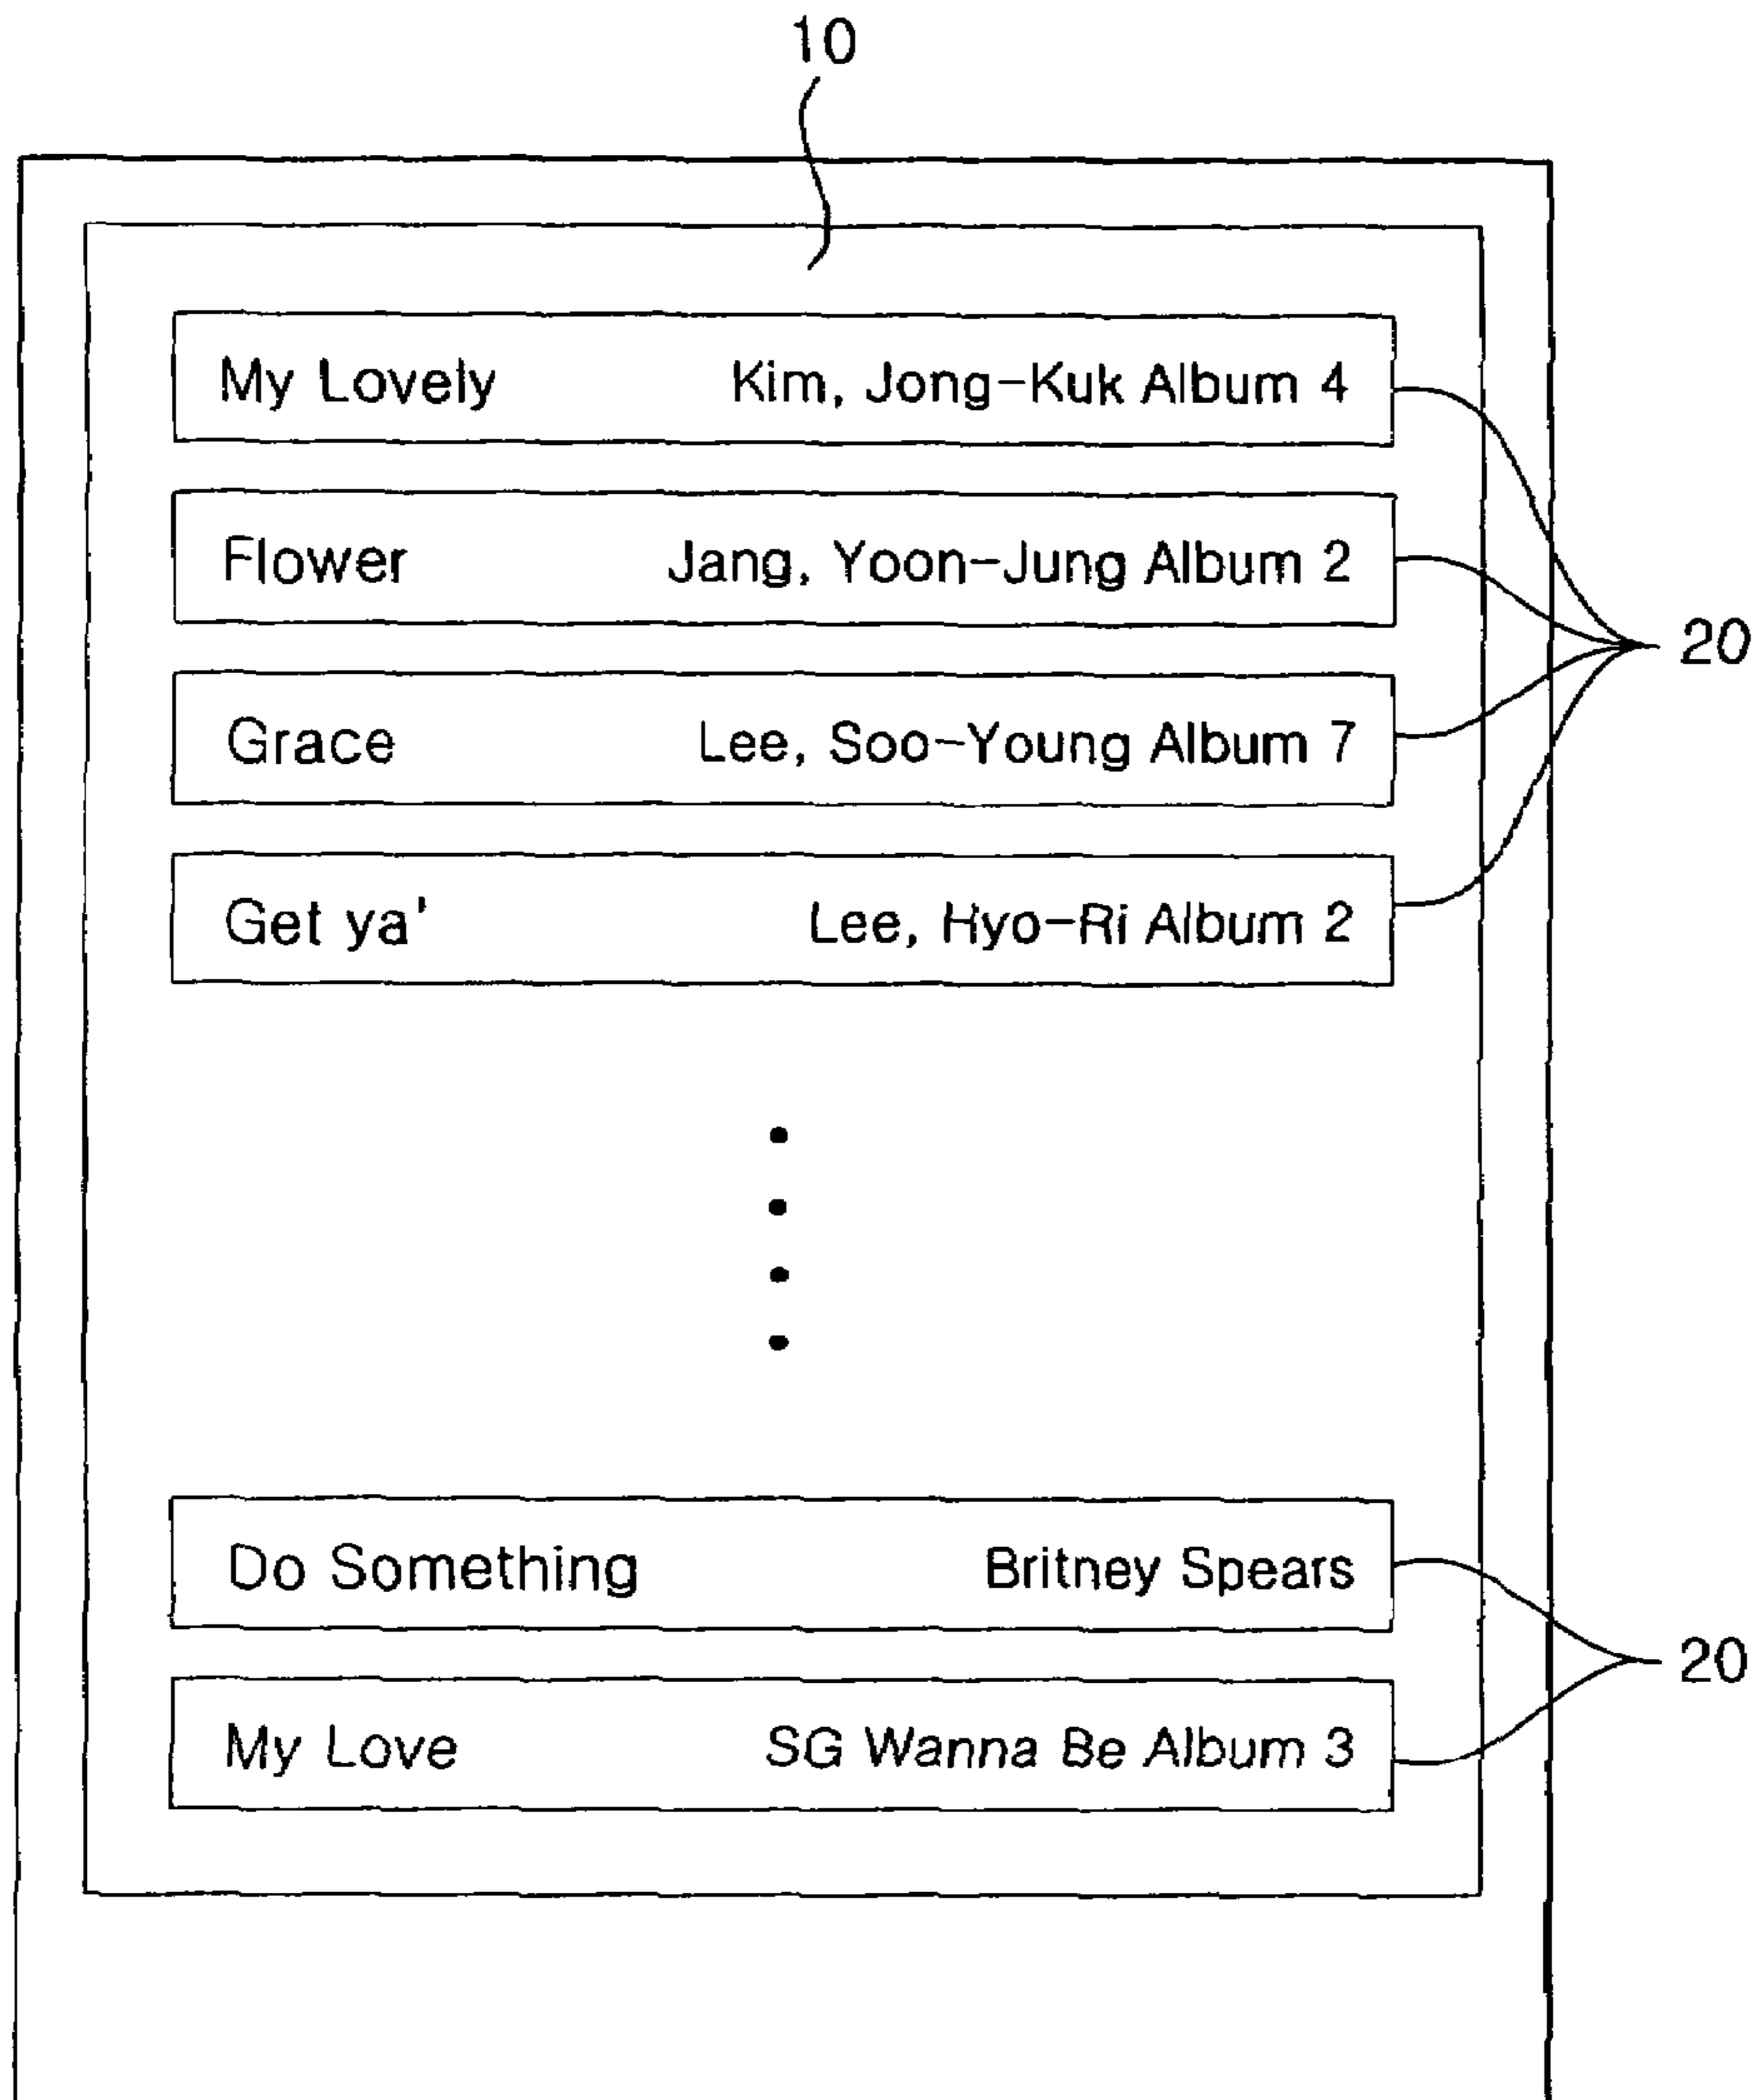 10
My Lovely Kim, Jong-Kuk Album 4
Flower Jang, Yoon-Jung Album 2
20
Grace Lee, Soo-Young Album 7
Get ya' Lee, Hyo-Ri Album 2
Do Something Britney Spears
20
My Love SG Wanna Be Album 3